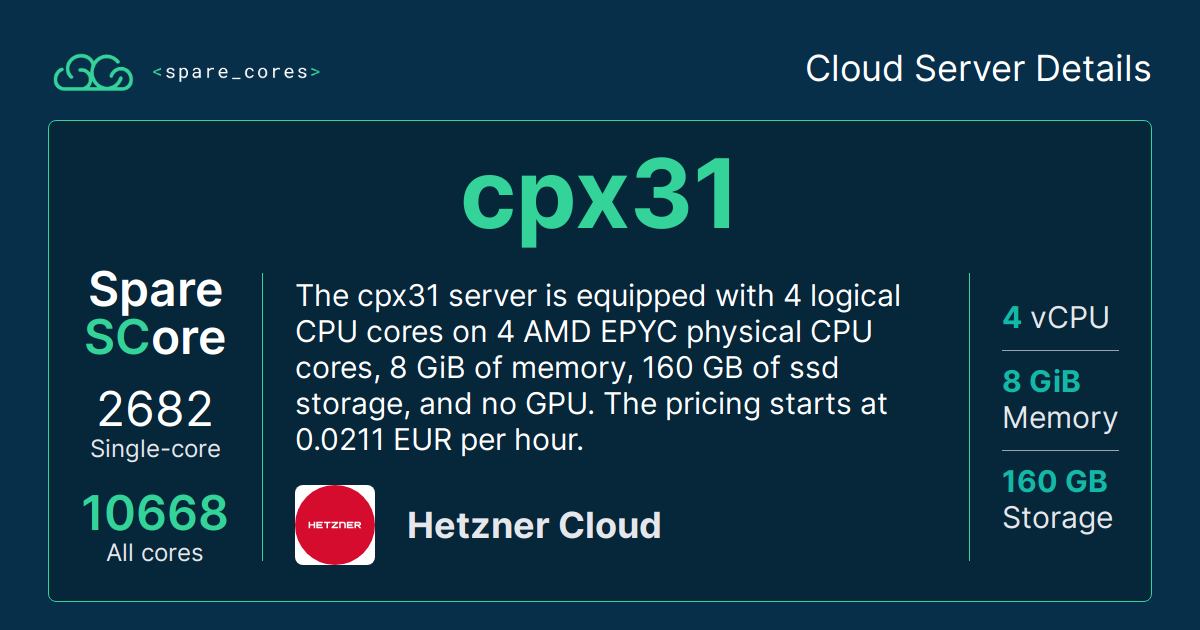 <spare_cores>
Cloud Server Details
cpx31
Spare
SCore
2682
Single-core
10668
All cores
The cpx31 server is equipped with 4 logical
CPU cores on 4 AMD EPYC physical CPU
cores, 8 GiB of memory, 160 GB of ssd
storage, and no GPU. The pricing starts at
0.0211 EUR per hour.
HETZNER
Hetzner Cloud
4 vCPU
8 GiB
Memory
160 GB
Storage